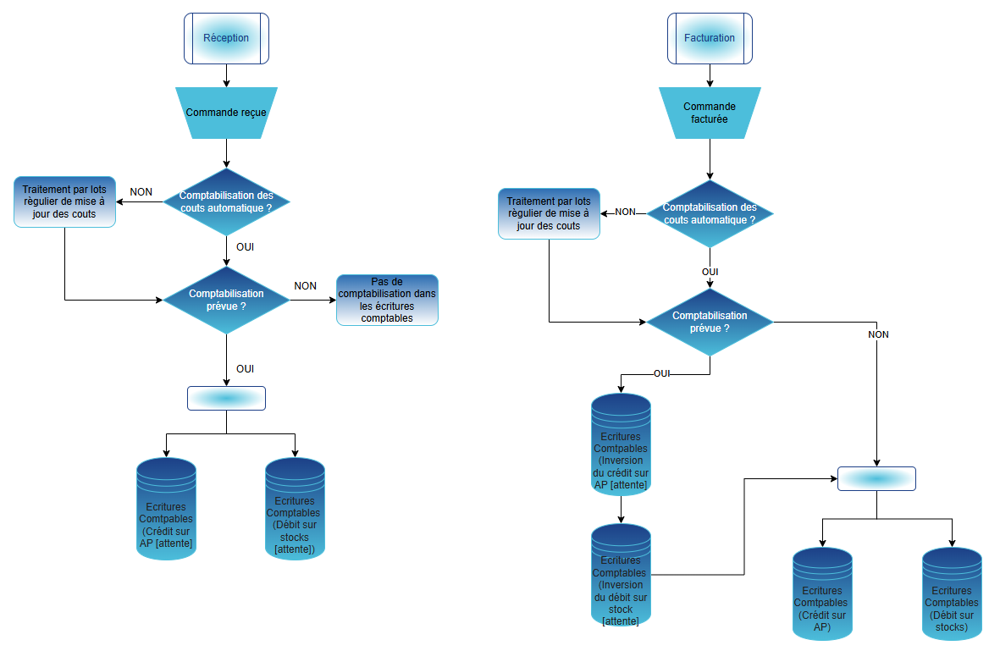 Réception
Commande reçue
Comptabilisation des
couts automatique ?
NON
Traitement par lots
règulier de mise à
jour des couts
OUI
Comptabilisation
prévue ?
NON
Pas de
comptabilisation dans
les écritures
comptables
OUI
Ecritures
Comtpables
(Crédit sur
AP [attente]
Ecritures
Comptables
(Débit sur
stocks
[attente])
Facturation
Commande
facturée
Comptabilisation des
couts automatique ?
NON
Traitement par lots
règulier de mise à
jour des couts
OUI
Comptabilisation
prévue ?
NON
OUI
Ecritures
Comtpables
(Inversion
du crédit sur
AP [attente]
Ecritures
Comptables
(Inversion
du débit sur
stock
[attente]
Ecritures
Comtpables
(Crédit sur
AP)
Ecritures
Comptables
(Débit sur
stocks)